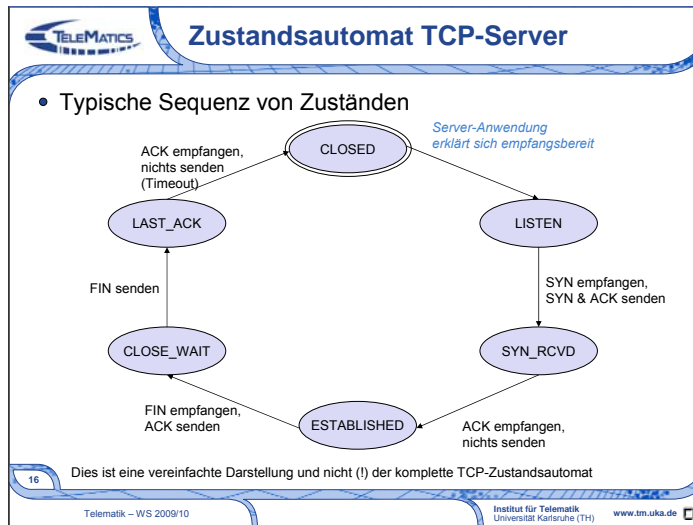 TELEMATICS
Zustandsautomat TCP-Server
• Typische Sequenz von Zuständen
Server-Anwendung
erklärt sich empfangsbereit
CLOSED
ACK empfangen,
nichts senden
(Timeout)
LAST_ACK
LISTEN
FIN senden
SYN empfangen,
SYN & ACK senden
CLOSE_WAIT
SYN_RCVD
FIN empfangen,
ACK senden
ESTABLISHED
ACK empfangen,
nichts senden
Dies ist eine vereinfachte Darstellung und nicht (!) der komplette TCP-Zustandsautomat
16
Telematik – WS 2009/10
Institut für Telematik
Universität Karlsruhe (TH)
www.tm.uka.de